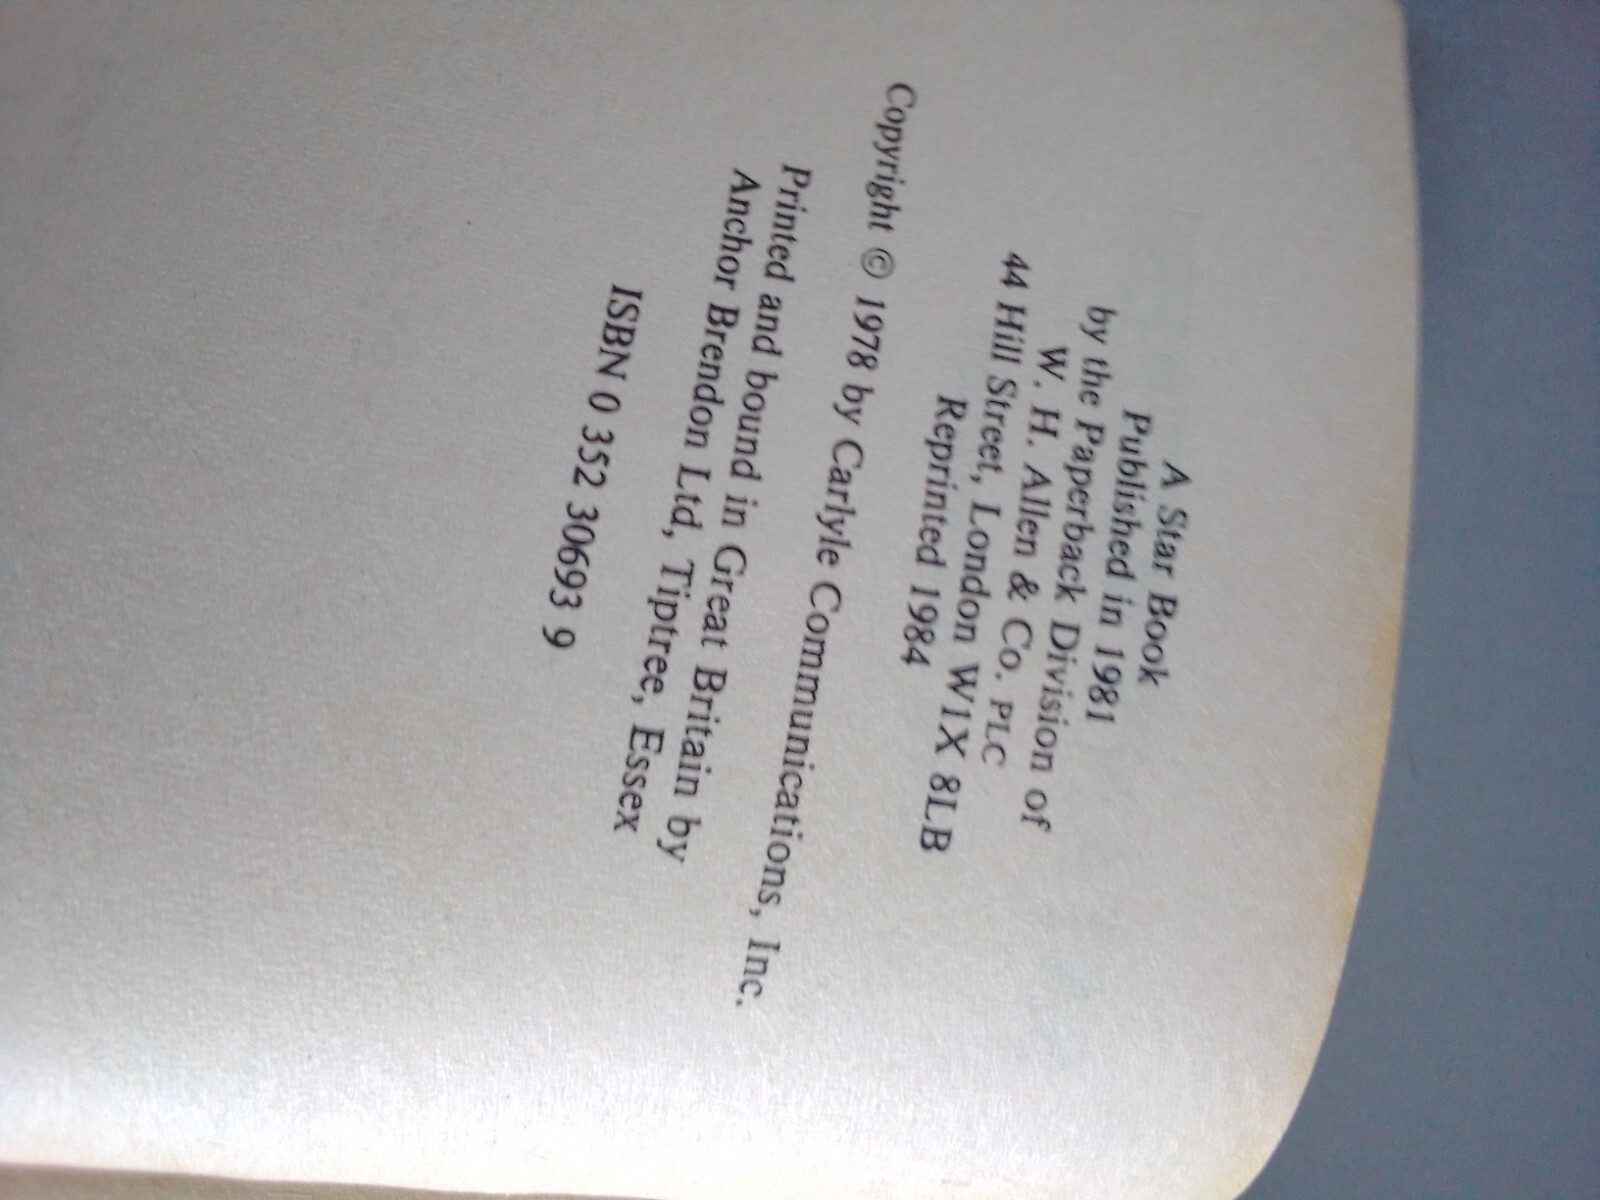 A Star Book
Published in 1981
by the Paperback Division of
W. H. Allen & Co. PLC
44 Hill Street, London W1X 8LB
Reprinted 1984
Copyright © 1978 by Carlyle Communications, Inc.
Printed and bound in Great Britain by
Anchor Brendon Ltd, Tiptree, Essex
ISBN 0 352 30693 9